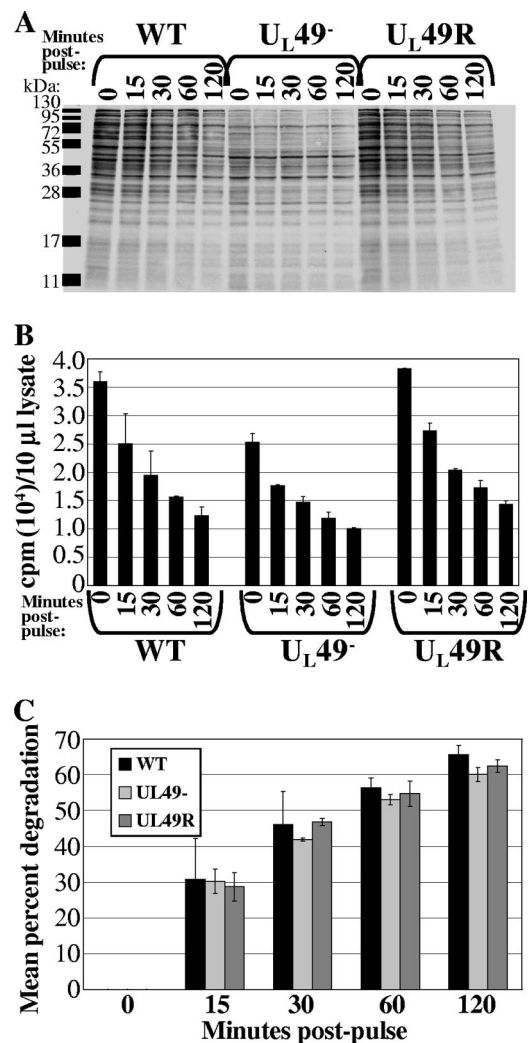 A
Minutes post-pulse:
WT UL49- UL49R
0 15 30 60 120 0 15 30 60 120 0 15 30 60 120
kDa:
130
95
72
55
36
28
17
11
B
cpm (10⁴)/10 µl lysate
4.0
3.5
3.0
2.5
2.0
1.5
1.0
0.5
0
Minutes post-pulse:
0 15 30 60 120 0 15 30 60 120 0 15 30 60 120
WT UL49- UL49R
C
Mean percent degradation
70
60
50
40
30
20
10
0
WT
UL49-
UL49R
0 15 30 60 120
Minutes post-pulse